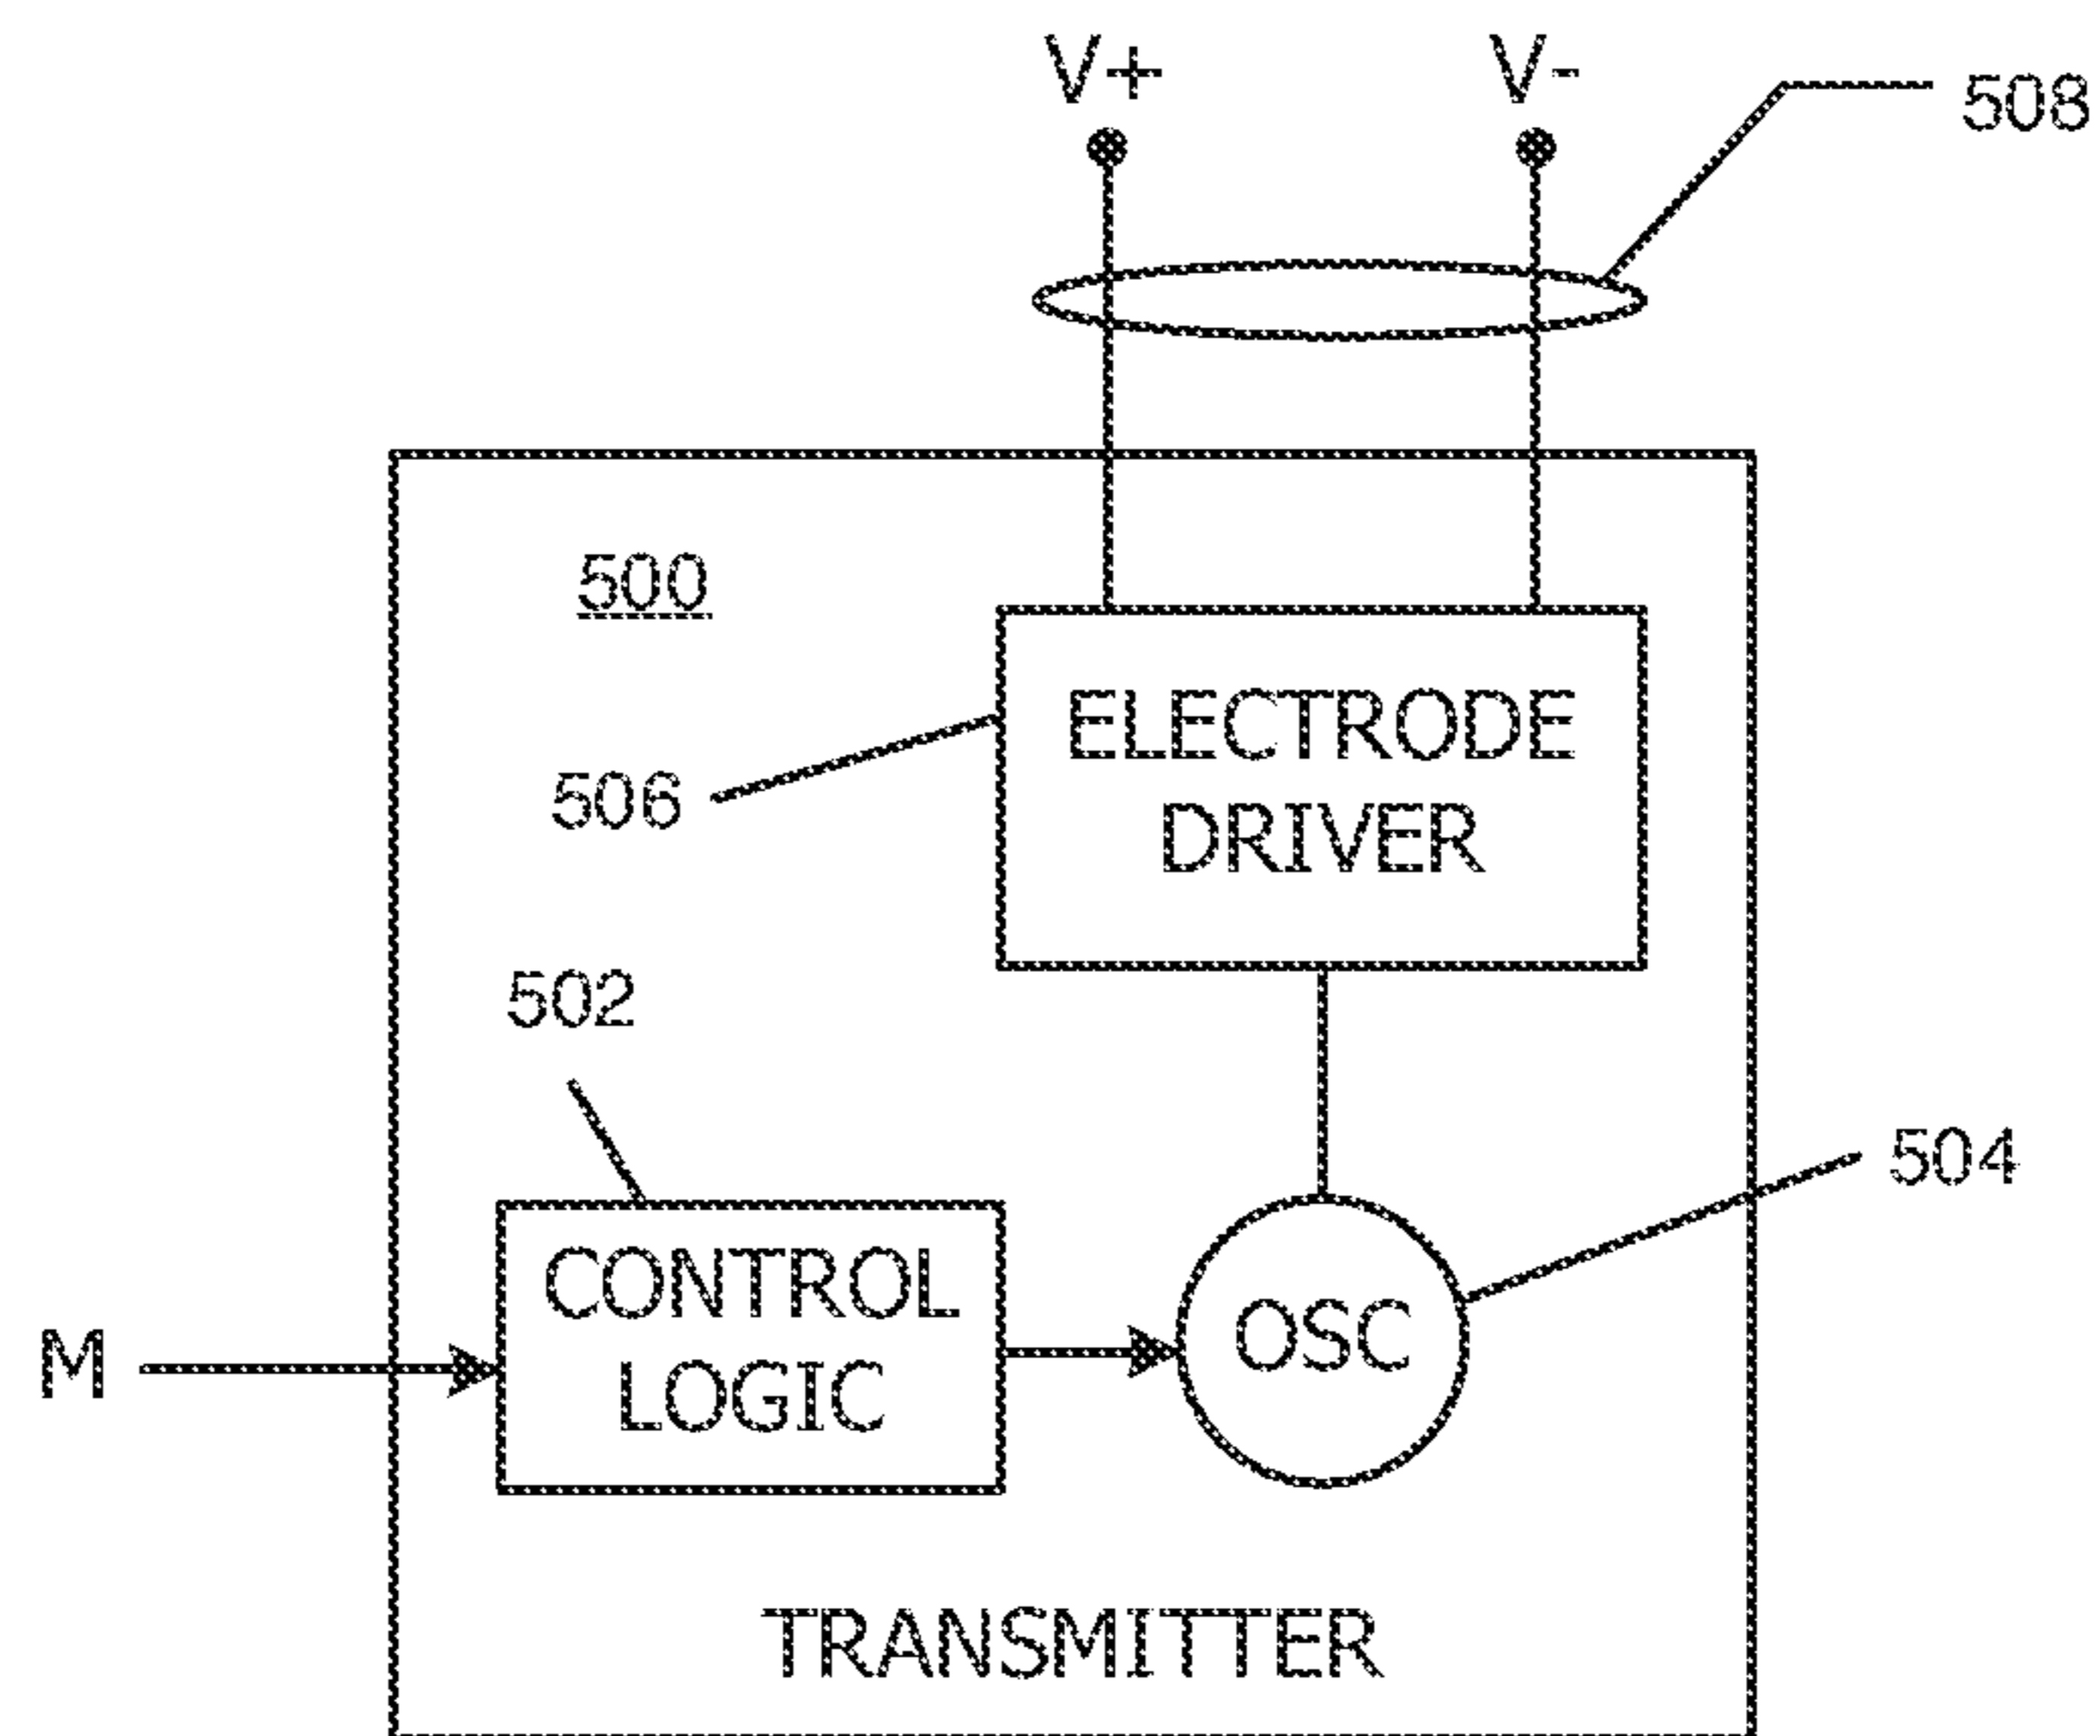 V+
V-
508
500
ELECTRODE
DRIVER
506
502
504
CONTROL
LOGIC
OSC
M
TRANSMITTER